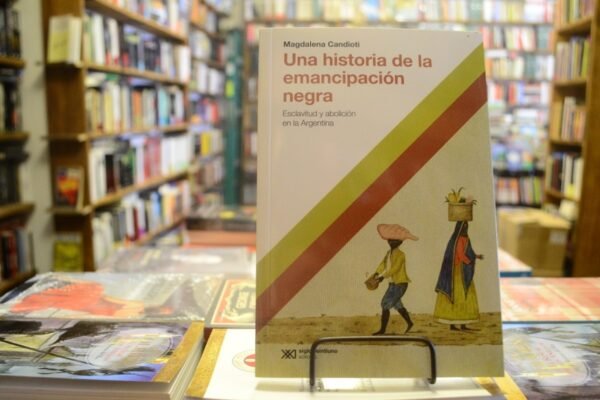 Magdalena Candioti
Una historia de la
emancipación
negra
Esclavitud y abolición
en la Argentina
siglo veintiuno